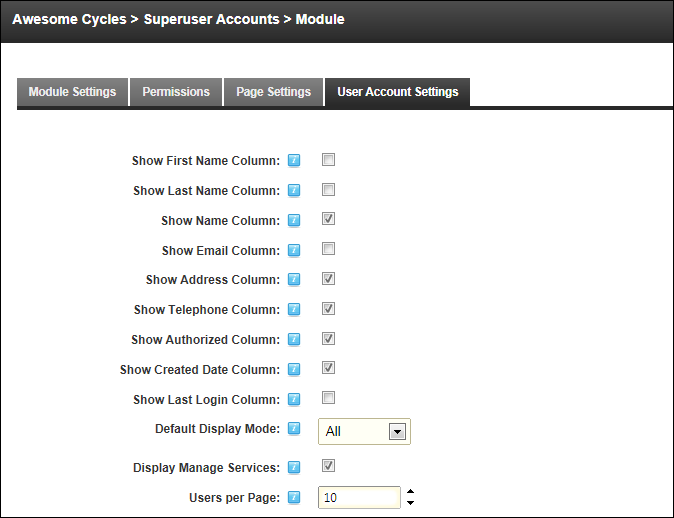 Awesome Cycles > Superuser Accounts > Module
Module Settings Permissions Page Settings User Account Settings
Show First Name Column:
Show Last Name Column:
Show Name Column:
Show Email Column:
Show Address Column:
Show Telephone Column:
Show Authorized Column:
Show Created Date Column:
Show Last Login Column:
Default Display Mode: All
Display Manage Services:
Users per Page: 10